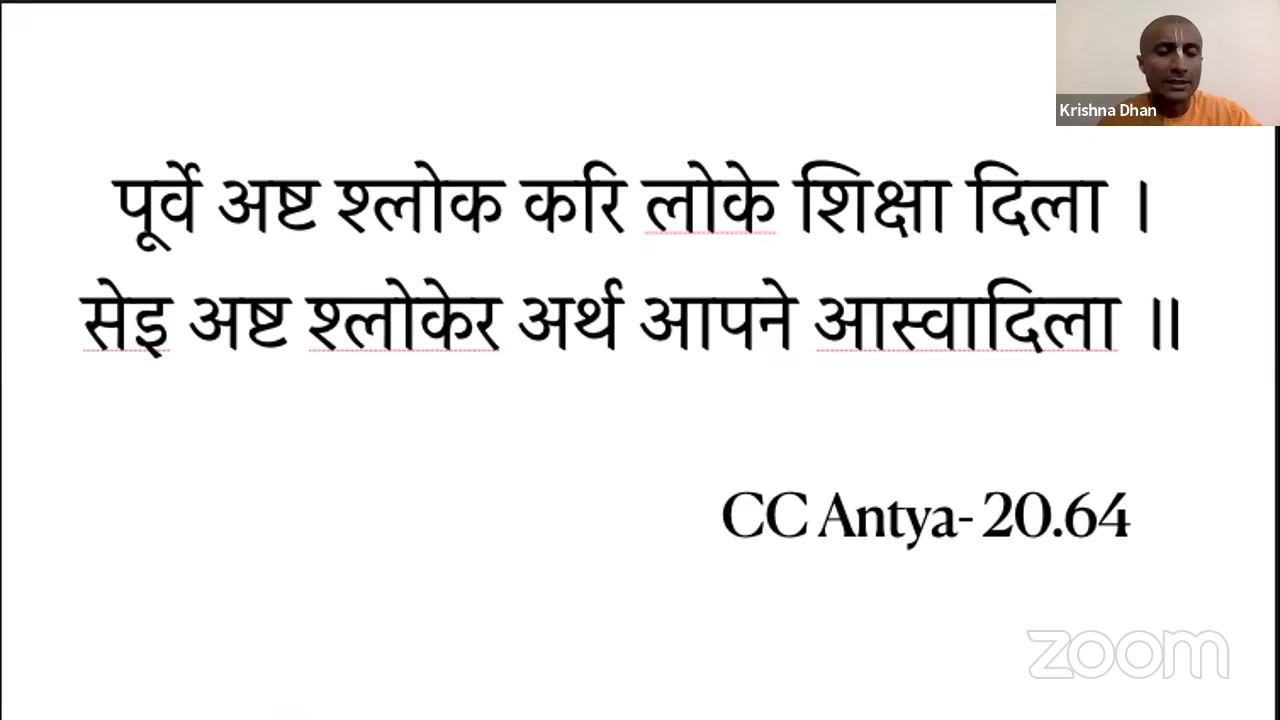 Krishna Dhan
पूर्वे अष्ट श्लोक करि लोके शिक्षा दिला ।
सेइ अष्ट श्लोकेर अर्थ आपने आस्वादिला ॥
CC Antya- 20.64
zoom